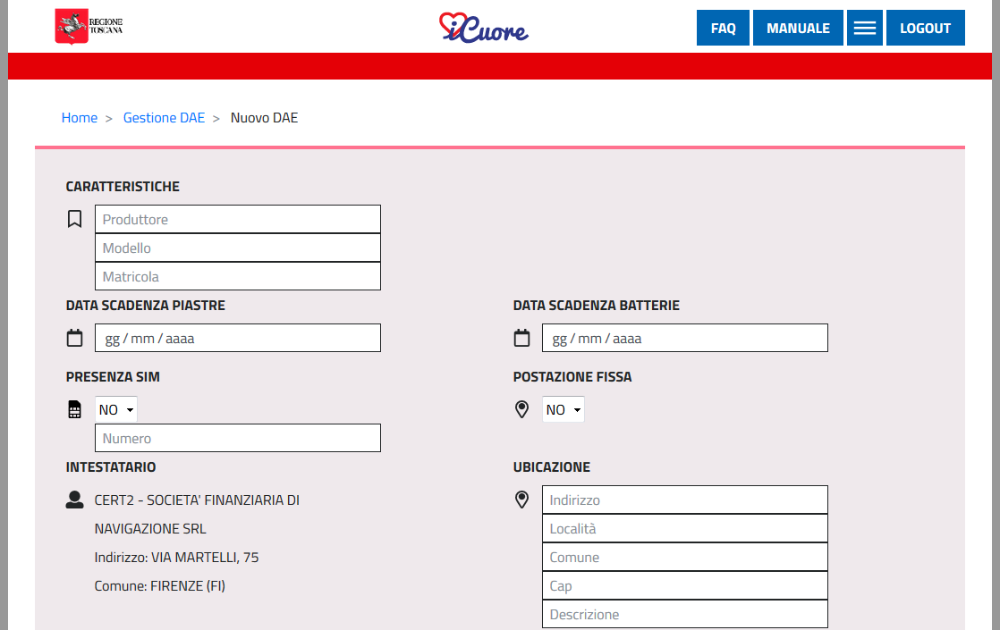 REGIONE
TOSCANA
iCuore
FAQ
MANUALE
LOGOUT
Home > Gestione DAE > Nuovo DAE
CARATTERISTICHE
Produttore
Modello
Matricola
DATA SCADENZA PIASTRE
gg / mm / aaaa
DATA SCADENZA BATTERIE
gg / mm / aaaa
PRESENZA SIM
NO
Numero
POSTAZIONE FISSA
NO
INTESTATARIO
CERT2 - SOCIETA' FINANZIARIA DI
NAVIGAZIONE SRL
Indirizzo: VIA MARTELLI, 75
Comune: FIRENZE (FI)
UBICAZIONE
Indirizzo
Località
Comune
Cap
Descrizione